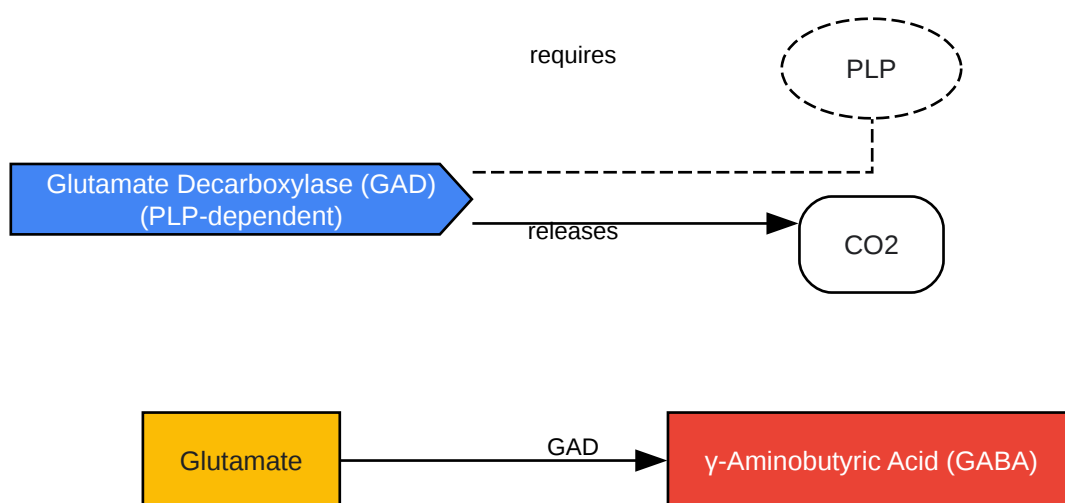 requires
PLP
Glutamate Decarboxylase (GAD)
(PLP-dependent)
releases
CO2
Glutamate
GAD
γ-Aminobutyric Acid (GABA)